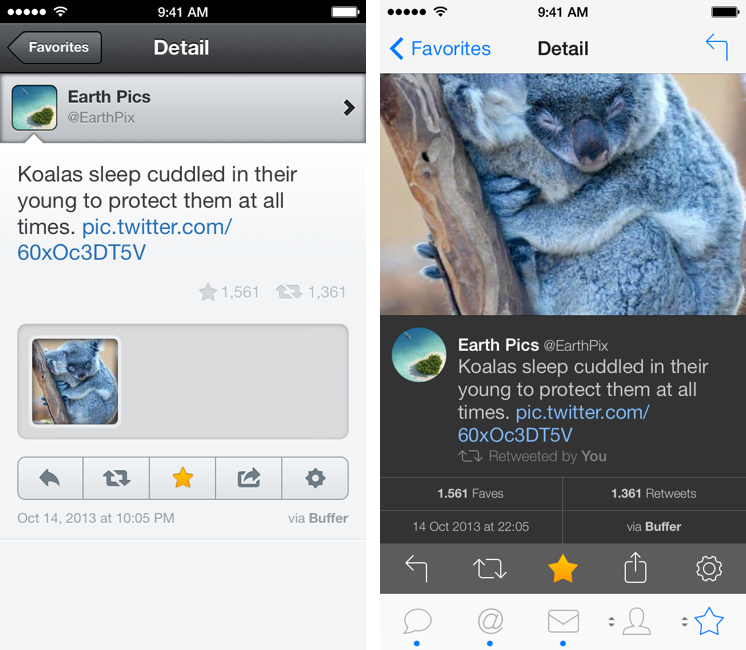 9:41 AM
Favorites
Detail
Earth Pics
@EarthPix
Koalas sleep cuddled in their
young to protect them at all
times. pic.twitter.com/
60xOc3DT5V
1,561 1,361
Oct 14, 2013 at 10:05 PM via Buffer
9:41 AM
Favorites
Detail
Earth Pics @EarthPix
Koalas sleep cuddled in their
young to protect them at all
times. pic.twitter.com/
60xOc3DT5V
Retweeted by You
1.561 Faves 1.361 Retweets
14 Oct 2013 at 22:05 via Buffer
@